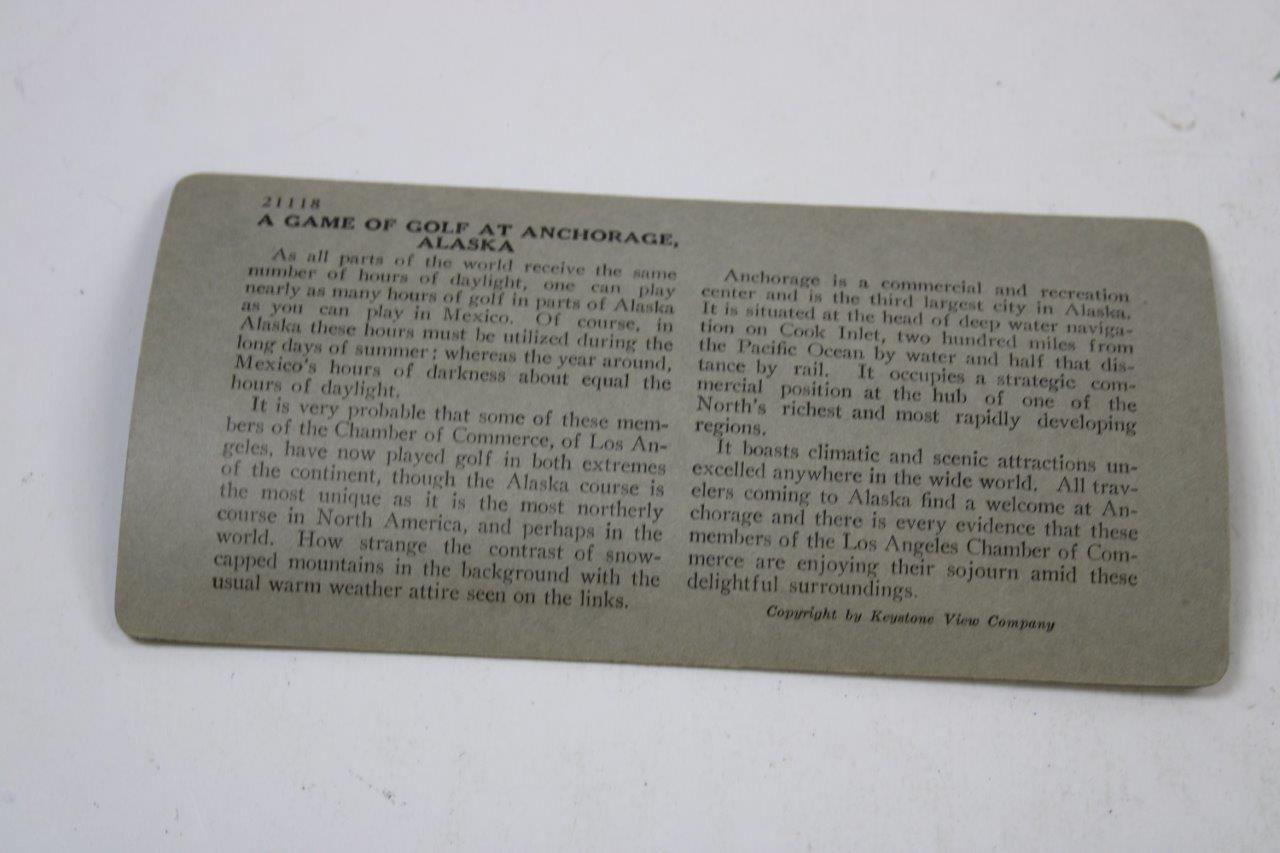 21118
A GAME OF GOLF AT ANCHORAGE,
ALASKA
As all parts of the world receive the same
number of hours of daylight, one can play
nearly as many hours of golf in parts of Alaska
as you can play in Mexico. Of course, in
Alaska these hours must be utilized during the
long days of summer; whereas the year around,
Mexico's hours of darkness about equal the
hours of daylight.
It is very probable that some of these mem-
bers of the Chamber of Commerce, of Los An-
geles, have now played golf in both extremes
of the continent, though the Alaska course is
the most unique as it is the most northerly
course in North America, and perhaps in the
world. How strange the contrast of snow-
capped mountains in the background with the
usual warm weather attire seen on the links.
Anchorage is a commercial and recreation
center and is the third largest city in Alaska.
It is situated at the head of deep water naviga-
tion on Cook Inlet, two hundred miles from
the Pacific Ocean by water and half that dis-
tance by rail. It occupies a strategic com-
mercial position at the hub of one of the
North's richest and most rapidly developing
regions.
It boasts climatic and scenic attractions un-
excelled anywhere in the wide world. All trav-
elers coming to Alaska find a welcome at An-
chorage and there is every evidence that these
members of the Los Angeles Chamber of Com-
merce are enjoying their sojourn amid these
delightful surroundings.
Copyright by Keystone View Company